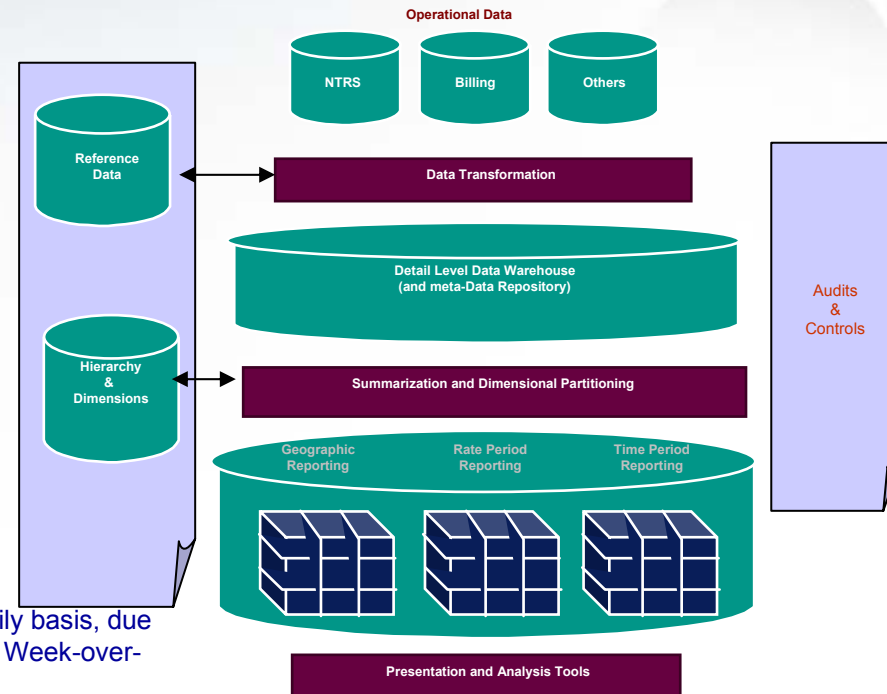 Operational Data
NTRS
Billing
Others
Reference
Data
Data Transformation
Detail Level Data Warehouse
(and meta-Data Repository)
Audits
&
Controls
Hierarchy
&
Dimensions
Summarization and Dimensional Partitioning
Geographic
Reporting
Rate Period
Reporting
Time Period
Reporting
ily basis, due
Week-over-
Presentation and Analysis Tools